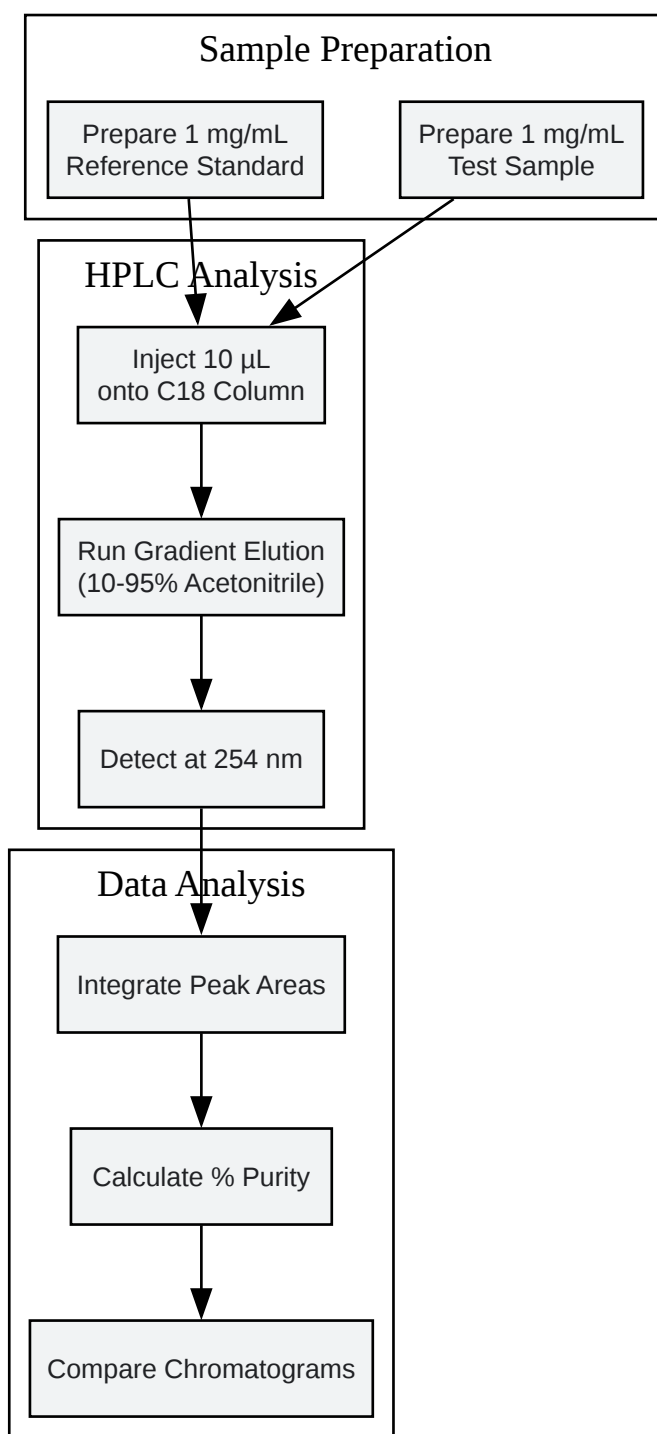 Sample Preparation
Prepare 1 mg/mL
Reference Standard
Prepare 1 mg/mL
Test Sample
HPLC Analysis
Inject 10 µL
onto C18 Column
Run Gradient Elution
(10-95% Acetonitrile)
Detect at 254 nm
Data Analysis
Integrate Peak Areas
Calculate % Purity
Compare Chromatograms